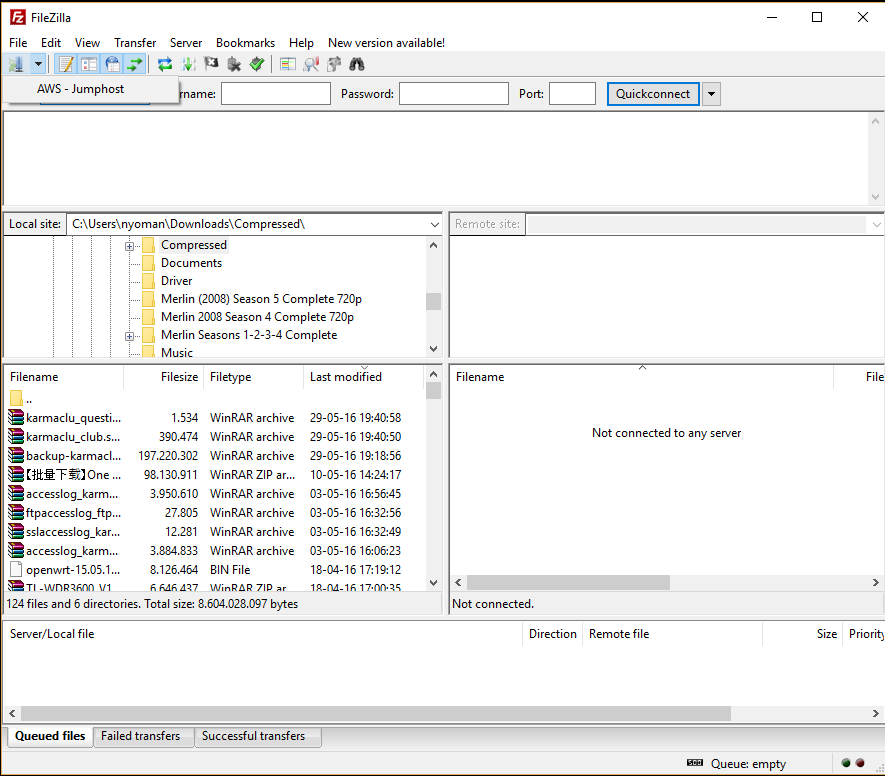 FileZilla
File Edit View Transfer Server Bookmarks Help New version available!
AWS - Jumphost
rname: Password: Port: Quickconnect
Local site: C:\Users\nyoman\Downloads\Compressed\
Compressed
Documents
Driver
Merlin (2008) Season 5 Complete 720p
Merlin 2008 Season 4 Complete 720p
Merlin Seasons 1-2-3-4 Complete
Music
Remote site:
Filename Filesize Filetype Last modified
..
karmaclu_questi... 1.534 WinRAR archive 29-05-16 19:40:58
karmaclu_club.s... 390.474 WinRAR archive 29-05-16 19:40:50
backup-karmacl... 197.220.302 WinRAR archive 29-05-16 19:18:56
【批量下载】One ... 98.130.911 WinRAR ZIP ar... 10-05-16 14:24:17
accesslog_karm... 3.950.610 WinRAR archive 03-05-16 16:56:45
ftpaccesslog_ftp... 27.805 WinRAR archive 03-05-16 16:32:56
sslaccesslog_kar... 12.281 WinRAR archive 03-05-16 16:32:49
accesslog_karm... 3.884.833 WinRAR archive 03-05-16 16:06:23
openwrt-15.05.1... 8.126.464 BIN File 18-04-16 17:19:12
TL-WDR3600_V1... 6.646.437 WinRAR ZIP ar... 18-04-16 17:00:35
124 files and 6 directories. Total size: 8.604.028.097 bytes
Filename File
Not connected to any server
Not connected.
Server/Local file Direction Remote file Size Priority
Queued files Failed transfers Successful transfers
Queue: empty